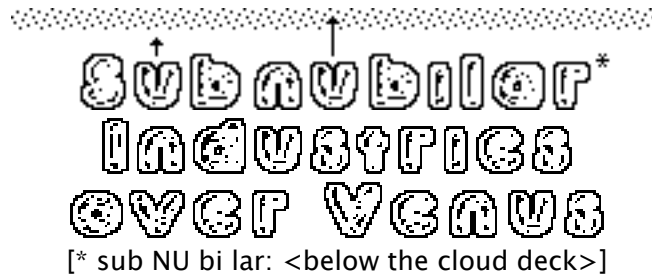 Subnubilar*
Industries
over Venus
[* sub NU bi lar: <below the cloud deck>]